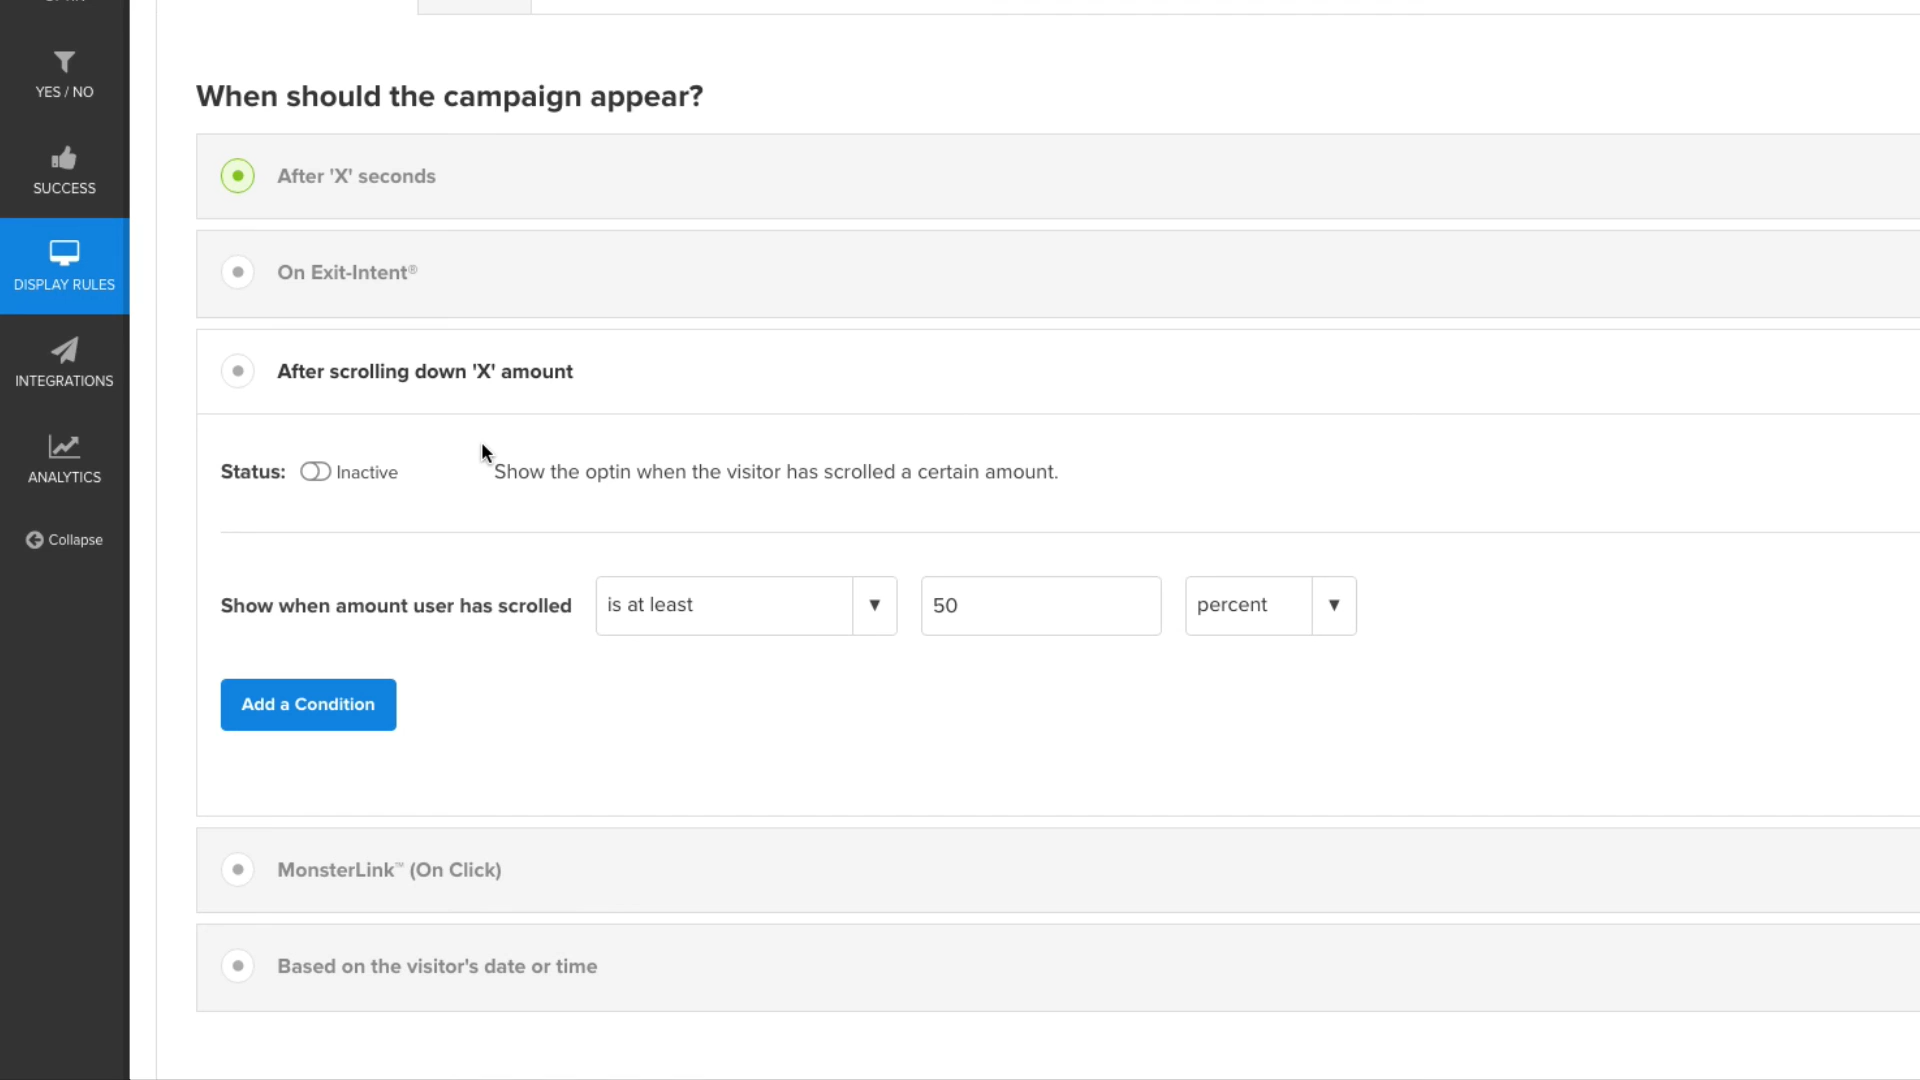 YES / NO
SUCCESS
DISPLAY RULES
INTEGRATIONS
ANALYTICS
Collapse
When should the campaign appear?
After 'X' seconds
On Exit-Intent®
After scrolling down 'X' amount
Status: Inactive Show the optin when the visitor has scrolled a certain amount.
Show when amount user has scrolled is at least ▼ 50 percent ▼
Add a Condition
MonsterLink™ (On Click)
Based on the visitor's date or time